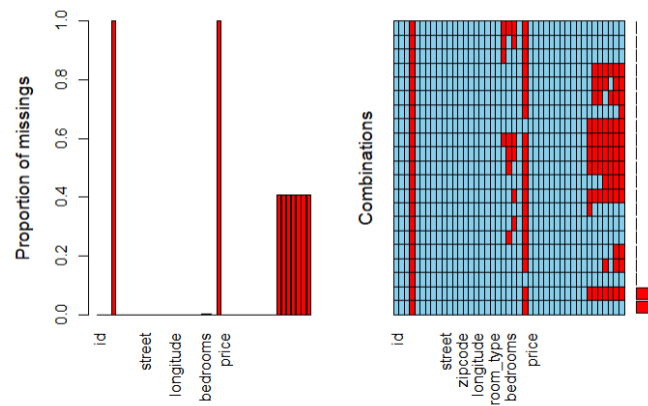 Proportion of missings
1.0
0.8
0.6
0.4
0.2
0.0
id
street
longitude
bedrooms
price
Combinations
id
street
zipcode
longitude
room_type
bedrooms
price